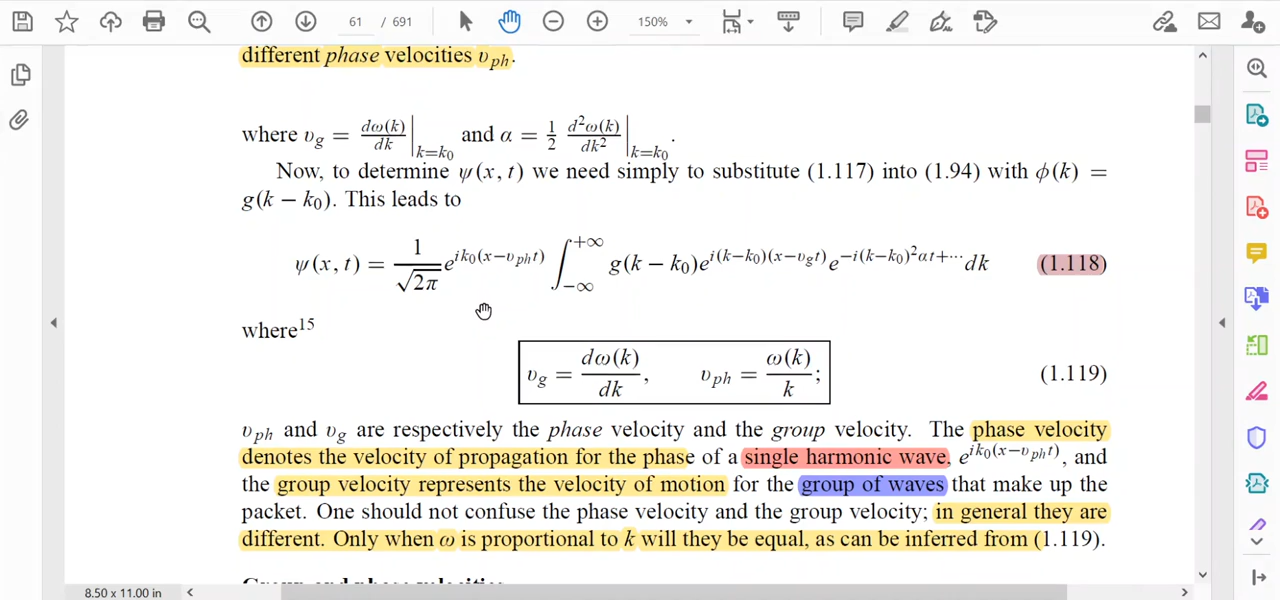 61 / 691
150%
different phase velocities υph.
where υg = dω(k)/dk |k=k0 and α = 1/2 d²ω(k)/dk² |k=k0.
Now, to determine ψ(x, t) we need simply to substitute (1.117) into (1.94) with ϕ(k) =
g(k − k0). This leads to
ψ(x, t) = 1/√2π e^{ik0(x−υpht)} ∫_{−∞}^{+∞} g(k − k0)e^{i(k−k0)(x−υgt)}e^{−i(k−k0)²αt+···}dk (1.118)
where15
υg = dω(k)/dk, υph = ω(k)/k; (1.119)
υph and υg are respectively the phase velocity and the group velocity. The phase velocity
denotes the velocity of propagation for the phase of a single harmonic wave, e^{ik0(x−υpht)}, and
the group velocity represents the velocity of motion for the group of waves that make up the
packet. One should not confuse the phase velocity and the group velocity; in general they are
different. Only when ω is proportional to k will they be equal, as can be inferred from (1.119).
Group and phase velocities
8.50 x 11.00 in